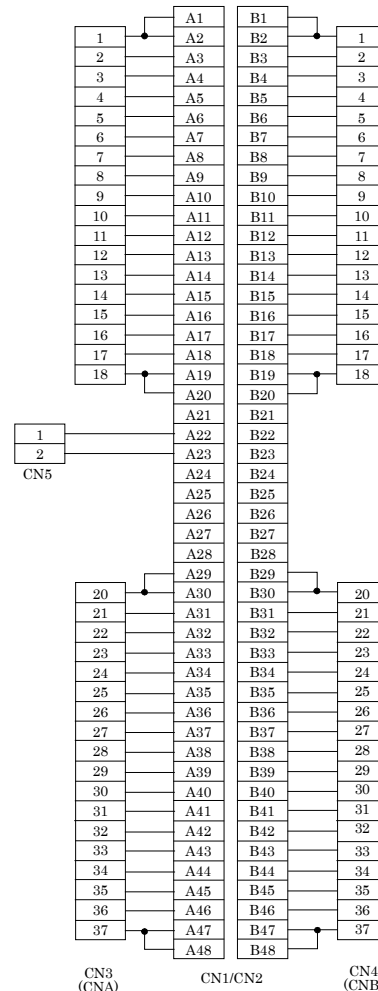 A1 B1
1 A2 B2 1
2 A3 B3 2
3 A4 B4 3
4 A5 B5 4
5 A6 B6 5
6 A7 B7 6
7 A8 B8 7
8 A9 B9 8
9 A10 B10 9
10 A11 B11 10
11 A12 B12 11
12 A13 B13 12
13 A14 B14 13
14 A15 B15 14
15 A16 B16 15
16 A17 B17 16
17 A18 B18 17
18 A19 B19 18
A20 B20
A21 B21
1 A22 B22
2 A23 B23
CN5 A24 B24
A25 B25
A26 B26
A27 B27
A28 B28
A29 B29
20 A30 B30 20
21 A31 B31 21
22 A32 B32 22
23 A33 B33 23
24 A34 B34 24
25 A35 B35 25
26 A36 B36 26
27 A37 B37 27
28 A38 B38 28
29 A39 B39 29
30 A40 B40 30
31 A41 B41 31
32 A42 B42 32
33 A43 B43 33
34 A44 B44 34
35 A45 B45 35
36 A46 B46 36
37 A47 B47 37
A48 B48
CN3 CN1/CN2 CN4
(CNA) (CNB